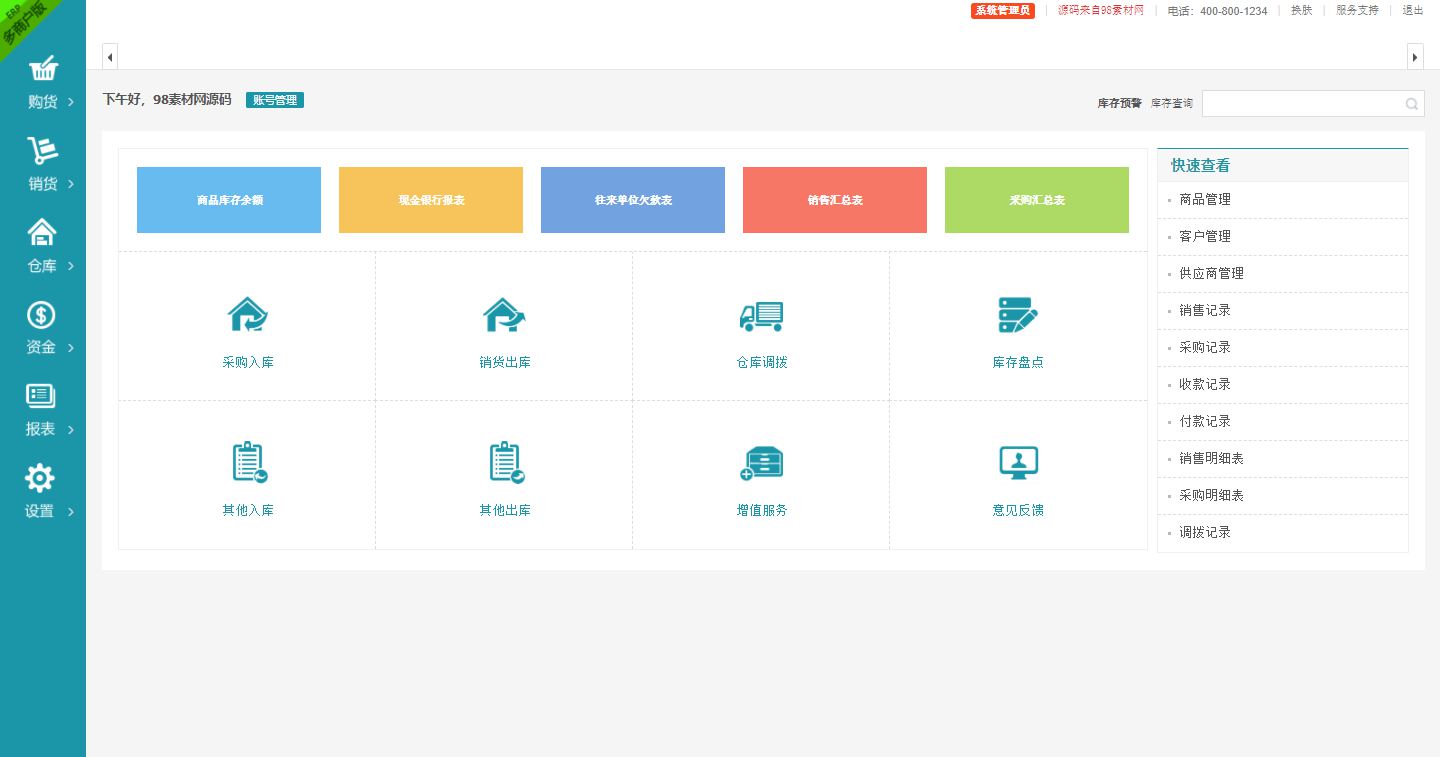 ERP
多商户版
系统管理员 | 源码来自98素材网 | 电话：400-800-1234 | 换肤 | 服务支持 | 退出
购货
销货
仓库
资金
报表
设置
下午好，98素材网源码 账号管理
库存预警 库存查询
商品库存余额 现金银行报表 往来单位欠款表 销售汇总表 采购汇总表
采购入库 销货出库 仓库调拨 库存盘点
其他入库 其他出库 增值服务 意见反馈
快速查看
商品管理
客户管理
供应商管理
销售记录
采购记录
收款记录
付款记录
销售明细表
采购明细表
调拨记录